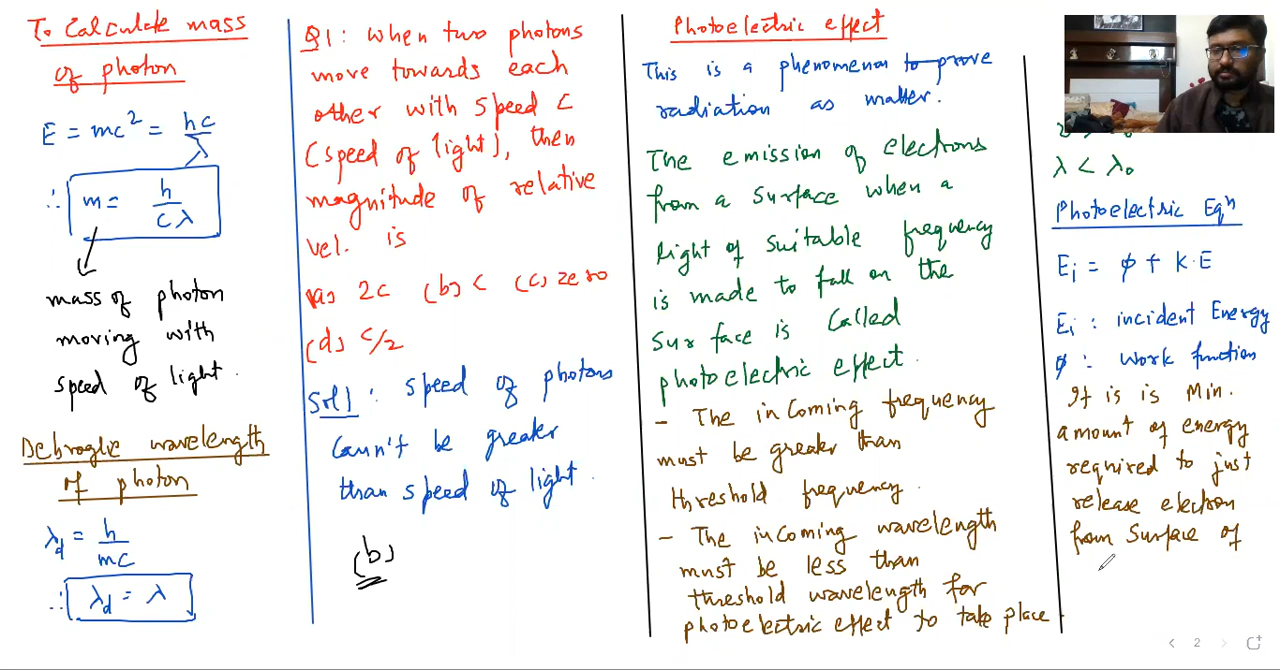 To Calculate mass
of photon
E = mc² = hc
λ
∴ m = h
cλ
mass of photon
moving with
speed of light.
Debroglie wavelength
of photon
λd = h
mc
∴ λd = λ
Q1: When two photons
move towards each
other with speed c
(speed of light), then
magnitude of relative
vel. is
(a) 2c (b) c (c) zero
(d) c/2
Sol1: speed of photons
Cann't be greater
than speed of light.
(b)
Photoelectric effect
This is a phenomenon to prove
radiation as matter.
The emission of electrons
from a surface when a
light of suitable frequency
is made to fall on the
surface is called
photoelectric effect.
- The incoming frequency
must be greater than
threshold frequency.
- The incoming wavelength
must be less than
threshold wavelength for
photoelectric effect to take place.
λ < λ₀
Photoelectric Eqⁿ
Ei = φ + K·E
Ei : incident Energy
φ : Work function
It is is Min.
amount of energy
required to just
release electron
from surface of
2